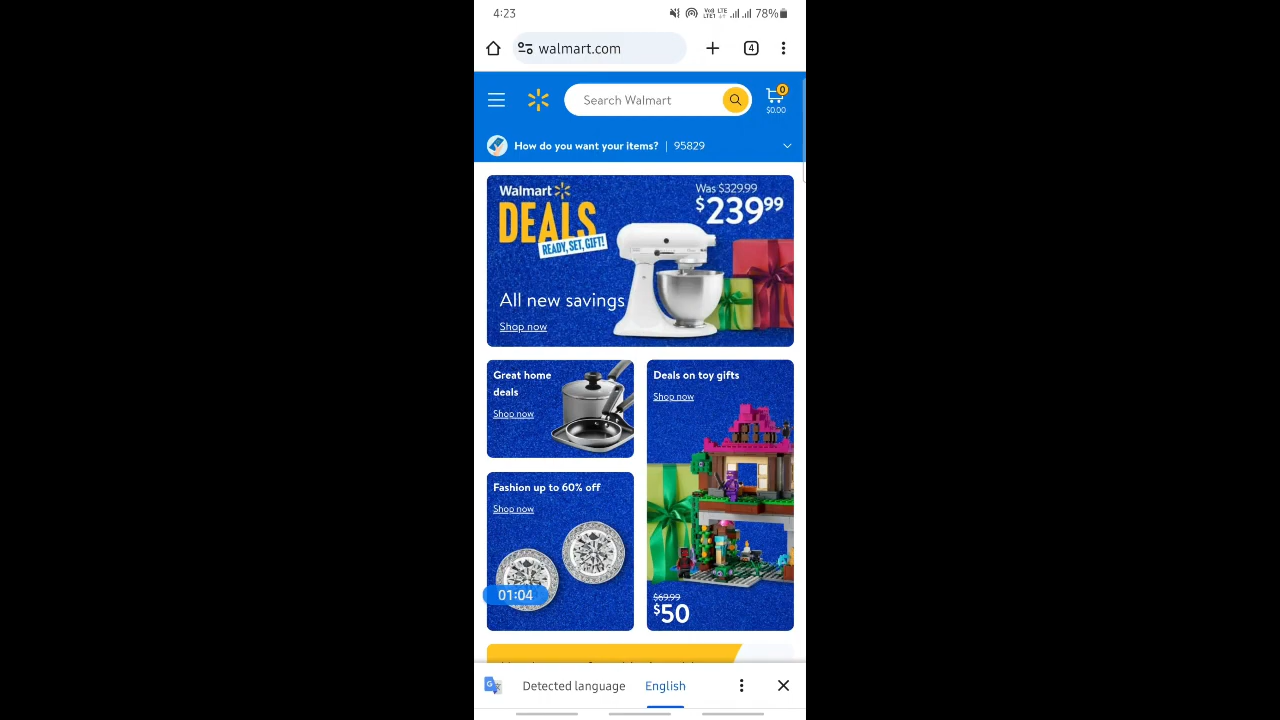 4:23
Vo9 LTE
LTE1
78%
walmart.com
4
Search Walmart
0
$0.00
How do you want your items? | 95829
Walmart
DEALS
READY, SET, GIFT!
Was $329.99
$239.99
All new savings
Shop now
Great home
deals
Shop now
Deals on toy gifts
Shop now
Fashion up to 60% off
Shop now
01:04
$69.99
$50
Detected language
English